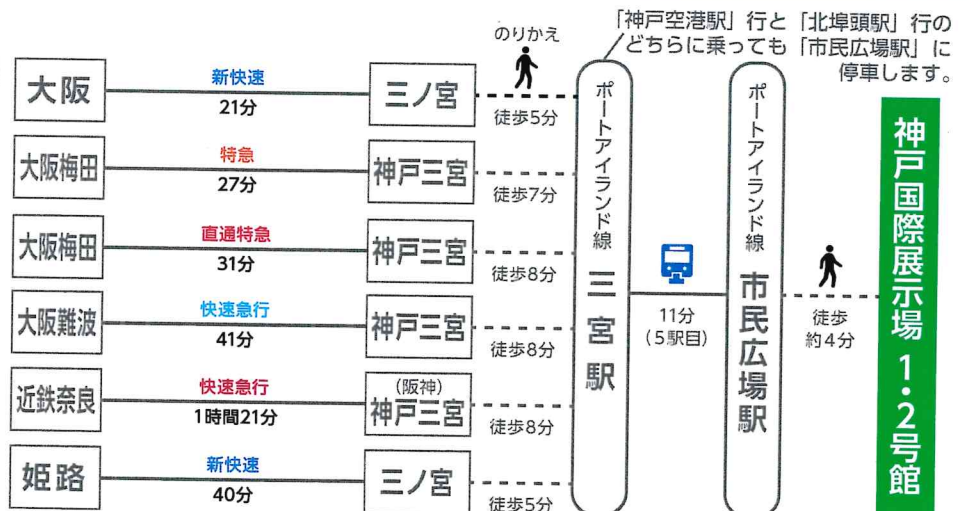 「神戸空港駅」行と「北埠頭駅」行の
どちらに乗っても「市民広場駅」に
停車します。
のりかえ
大阪
新快速
21分
三ノ宮
徒歩5分
大阪梅田
特急
27分
神戸三宮
徒歩7分
大阪梅田
直通特急
31分
神戸三宮
徒歩8分
大阪難波
快速急行
41分
神戸三宮
徒歩8分
近鉄奈良
快速急行
1時間21分
(阪神)
神戸三宮
徒歩8分
姫路
新快速
40分
三ノ宮
徒歩5分
ポートアイランド線 三宮駅
11分
(5駅目)
ポートアイランド線 市民広場駅
徒歩
約4分
神戸国際展示場 1・2号館